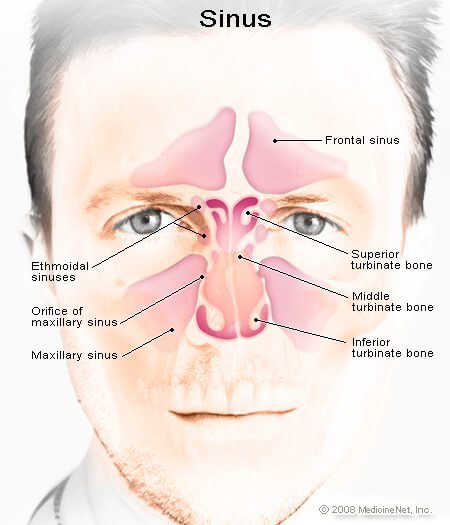 Sinus
Frontal sinus
Ethmoidal
sinuses
Superior
turbinate bone
Orifice of
maxillary sinus
Middle
turbinate bone
Maxillary sinus
Inferior
turbinate bone
© 2008 MedicineNet, Inc.